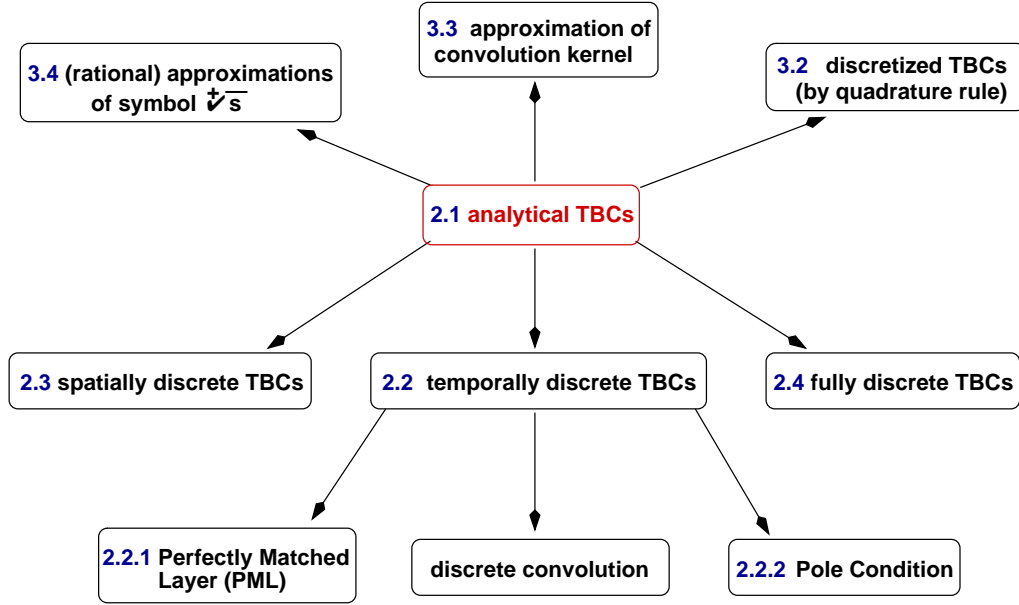 3.4 (rational) approximations
of symbol ⁺√s
3.3 approximation of
convolution kernel
3.2 discretized TBCs
(by quadrature rule)
2.1 analytical TBCs
2.3 spatially discrete TBCs
2.2 temporally discrete TBCs
2.4 fully discrete TBCs
2.2.1 Perfectly Matched
Layer (PML)
discrete convolution
2.2.2 Pole Condition